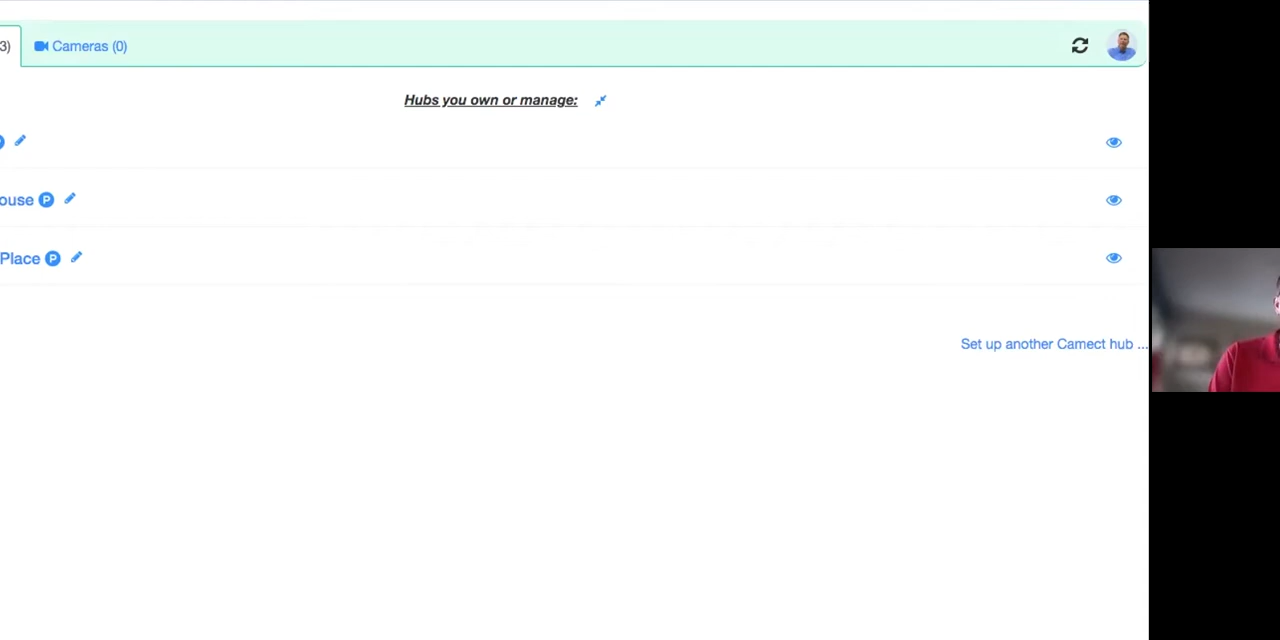 3) Cameras (0)
Hubs you own or manage:
ouse P
Place P
Set up another Camect hub ...